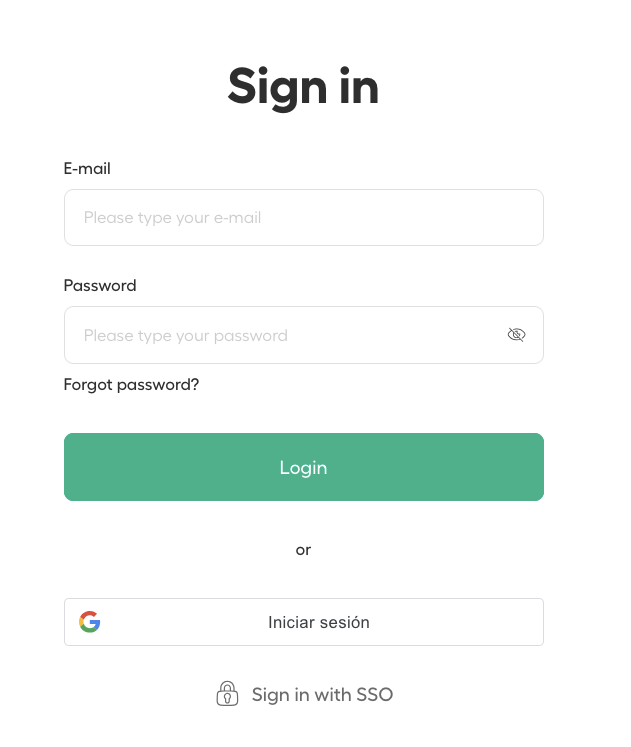 Sign in
E-mail
Please type your e-mail
Password
Please type your password
Forgot password?
Login
or
Iniciar sesión
Sign in with SSO